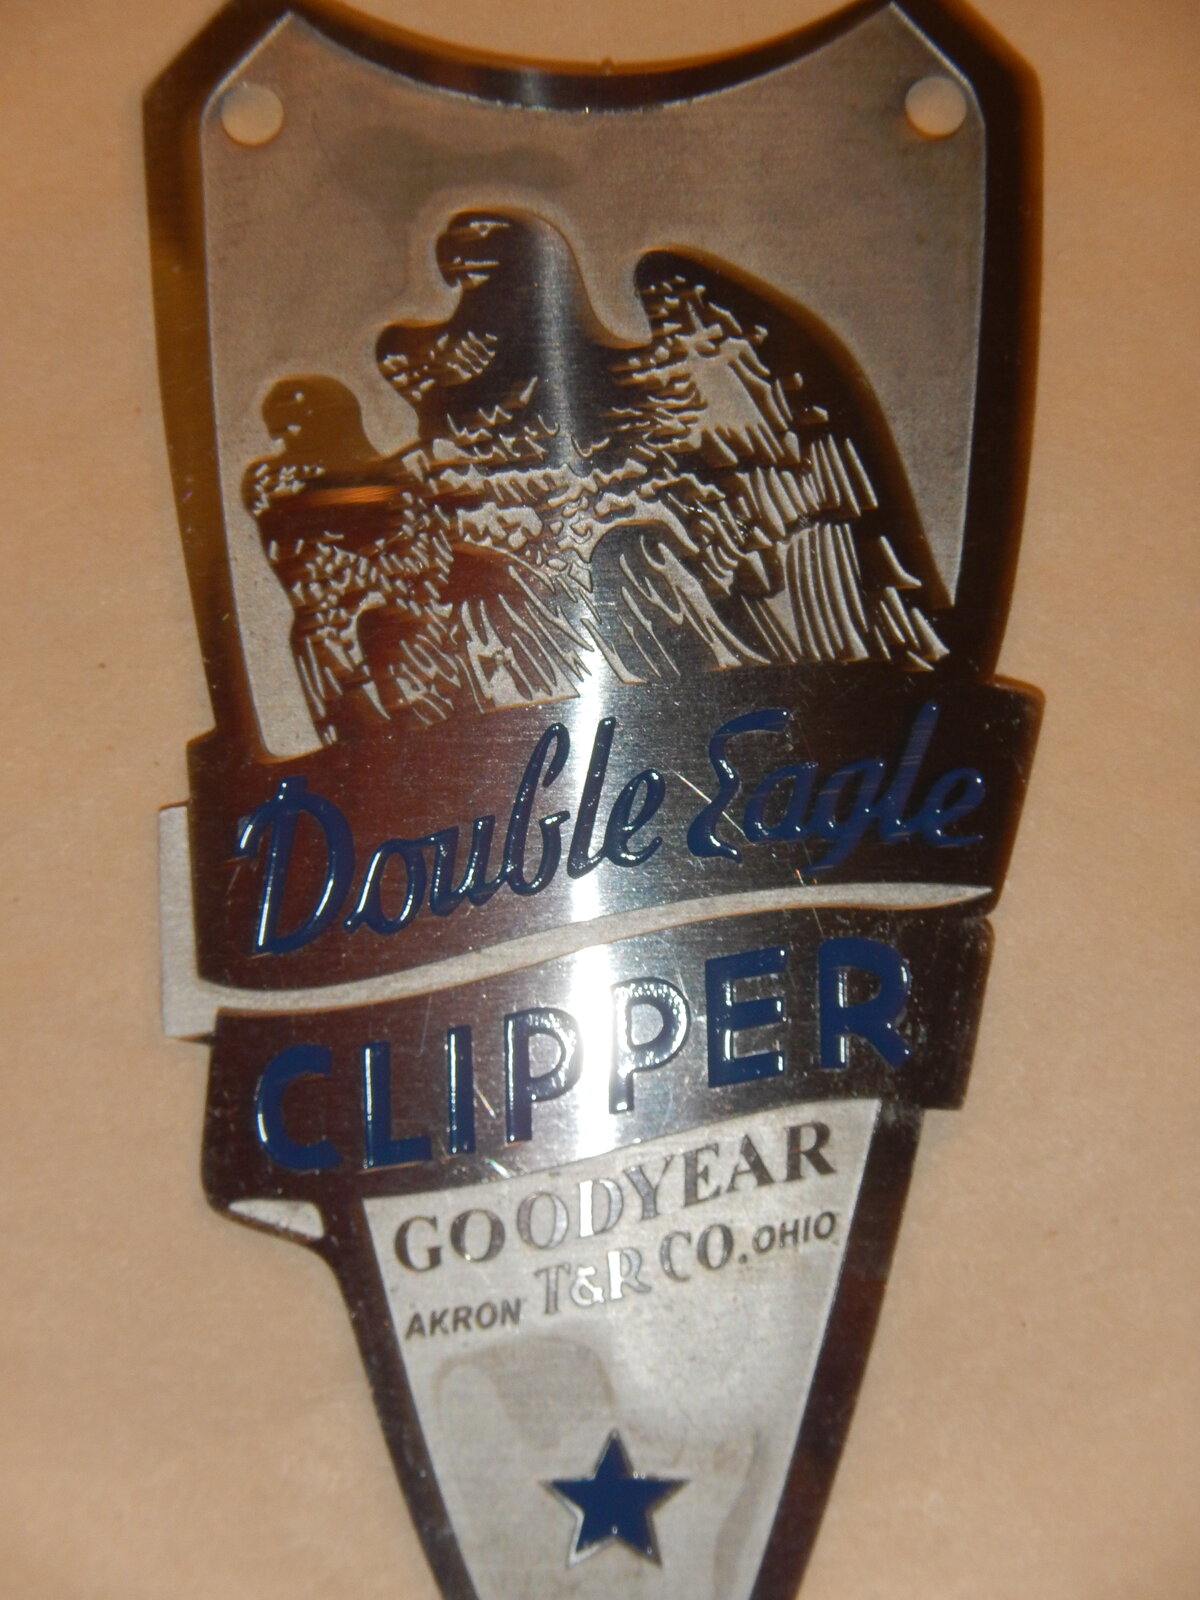 Double Eagle
CLIPPER
GOODYEAR
T&R CO.
AKRON OHIO